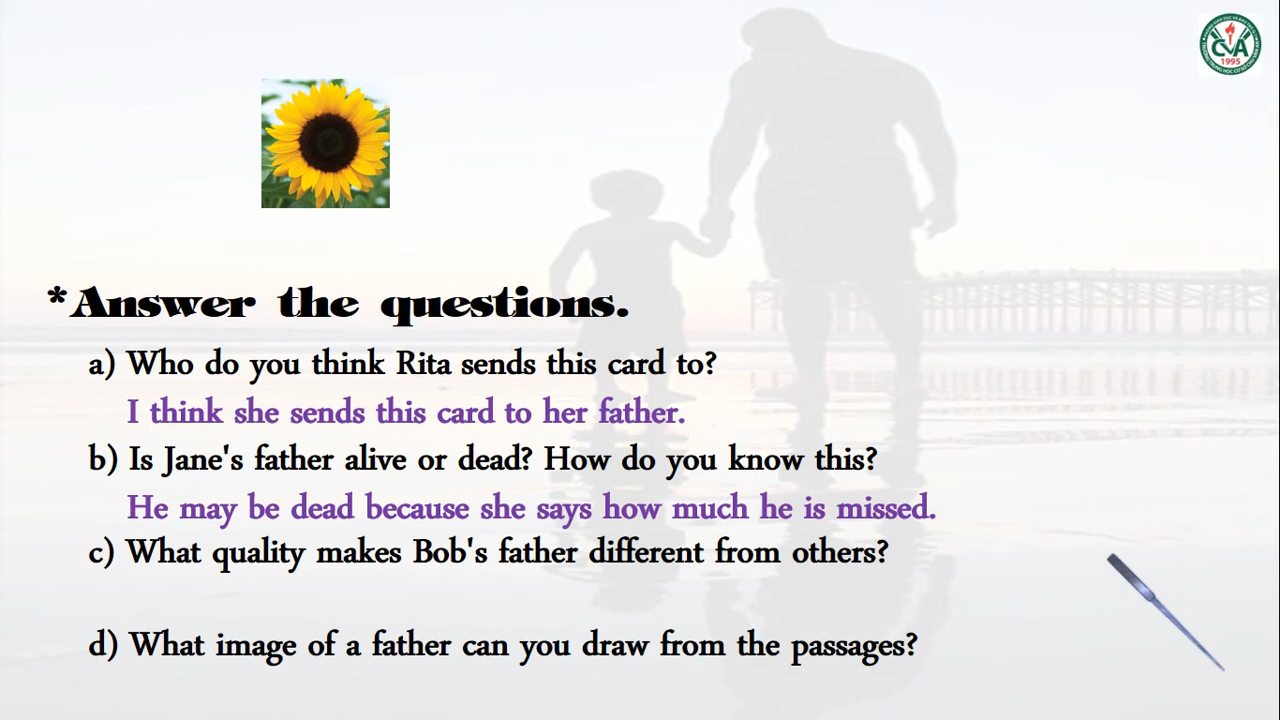 CVA
1995
*Answer the questions.
a) Who do you think Rita sends this card to?
I think she sends this card to her father.
b) Is Jane's father alive or dead? How do you know this?
He may be dead because she says how much he is missed.
c) What quality makes Bob's father different from others?
d) What image of a father can you draw from the passages?